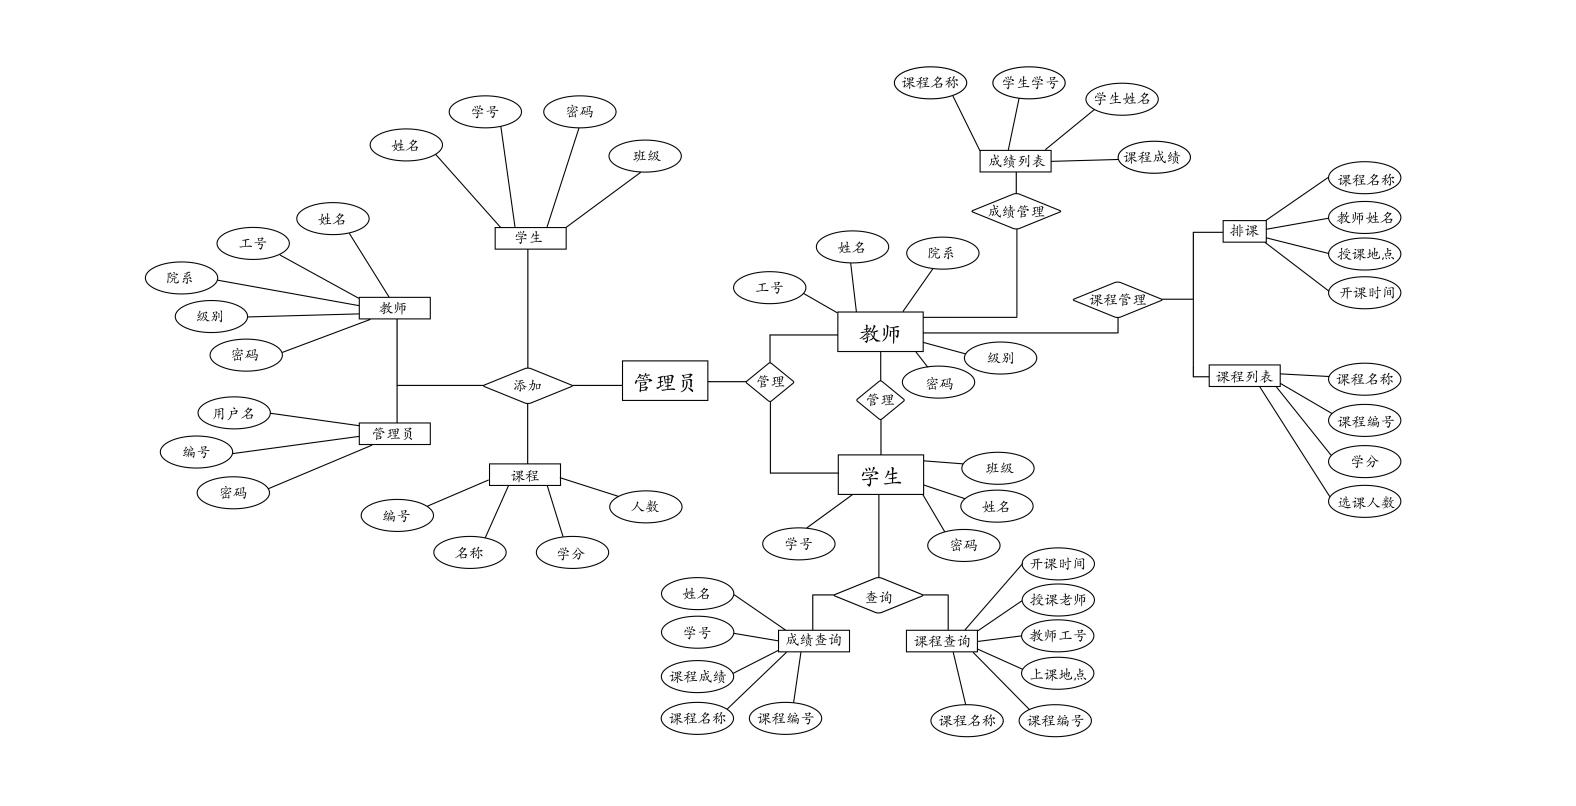 课程名称
学生学号
学生姓名
课程成绩
成绩列表
成绩管理
学号
密码
姓名
班级
学生
姓名
工号
院系
级别
密码
教师
添加
管理员
用户名
编号
密码
管理员
课程
编号
名称
学分
人数
管理
姓名
院系
工号
教师
级别
密码
管理
学生
班级
姓名
密码
学号
课程管理
排课
课程名称
教师姓名
授课地点
开课时间
课程列表
课程名称
课程编号
学分
选课人数
查询
成绩查询
姓名
学号
课程成绩
课程名称
课程编号
课程查询
开课时间
授课老师
教师工号
上课地点
课程名称
课程编号